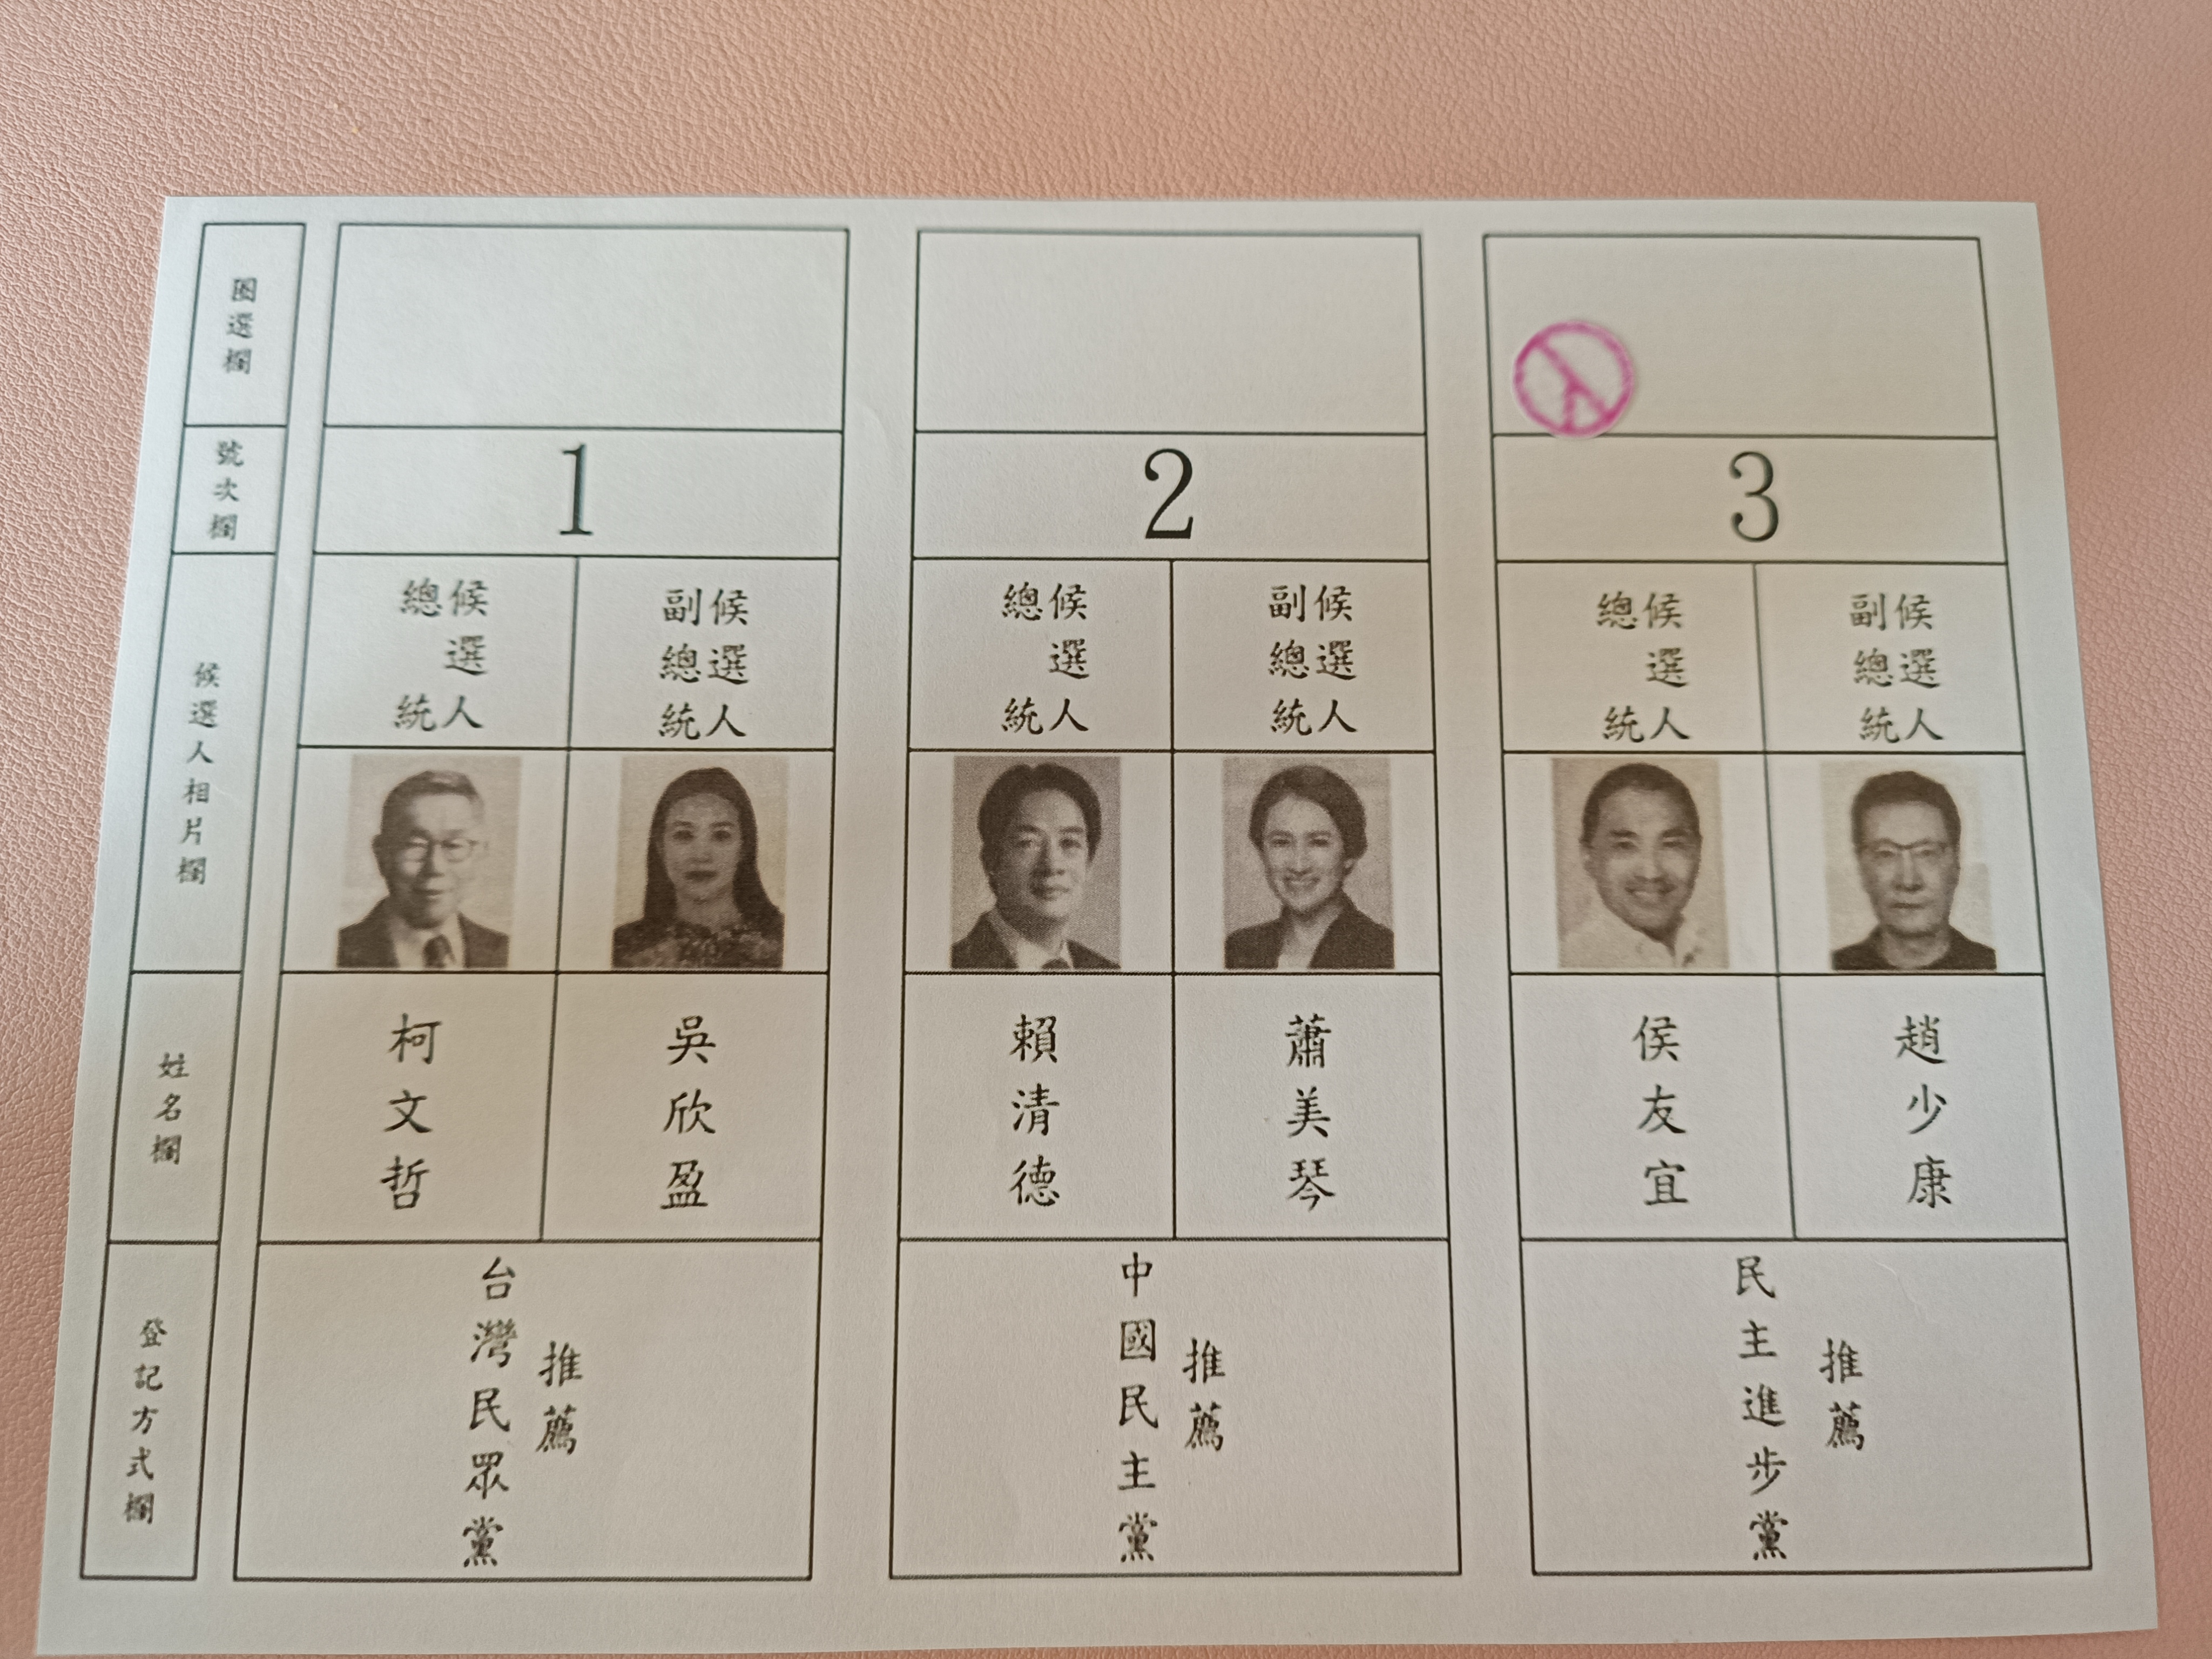 圈選欄
號次欄
候選人相片欄
姓名欄
登記方式欄
1
總統
候選人
副總統
候選人
柯文哲
吳欣盈
台灣民眾黨
推薦
2
總統
候選人
副總統
候選人
賴清德
蕭美琴
中國民主黨
推薦
3
總統
候選人
副總統
候選人
侯友宜
趙少康
民主進步黨
推薦